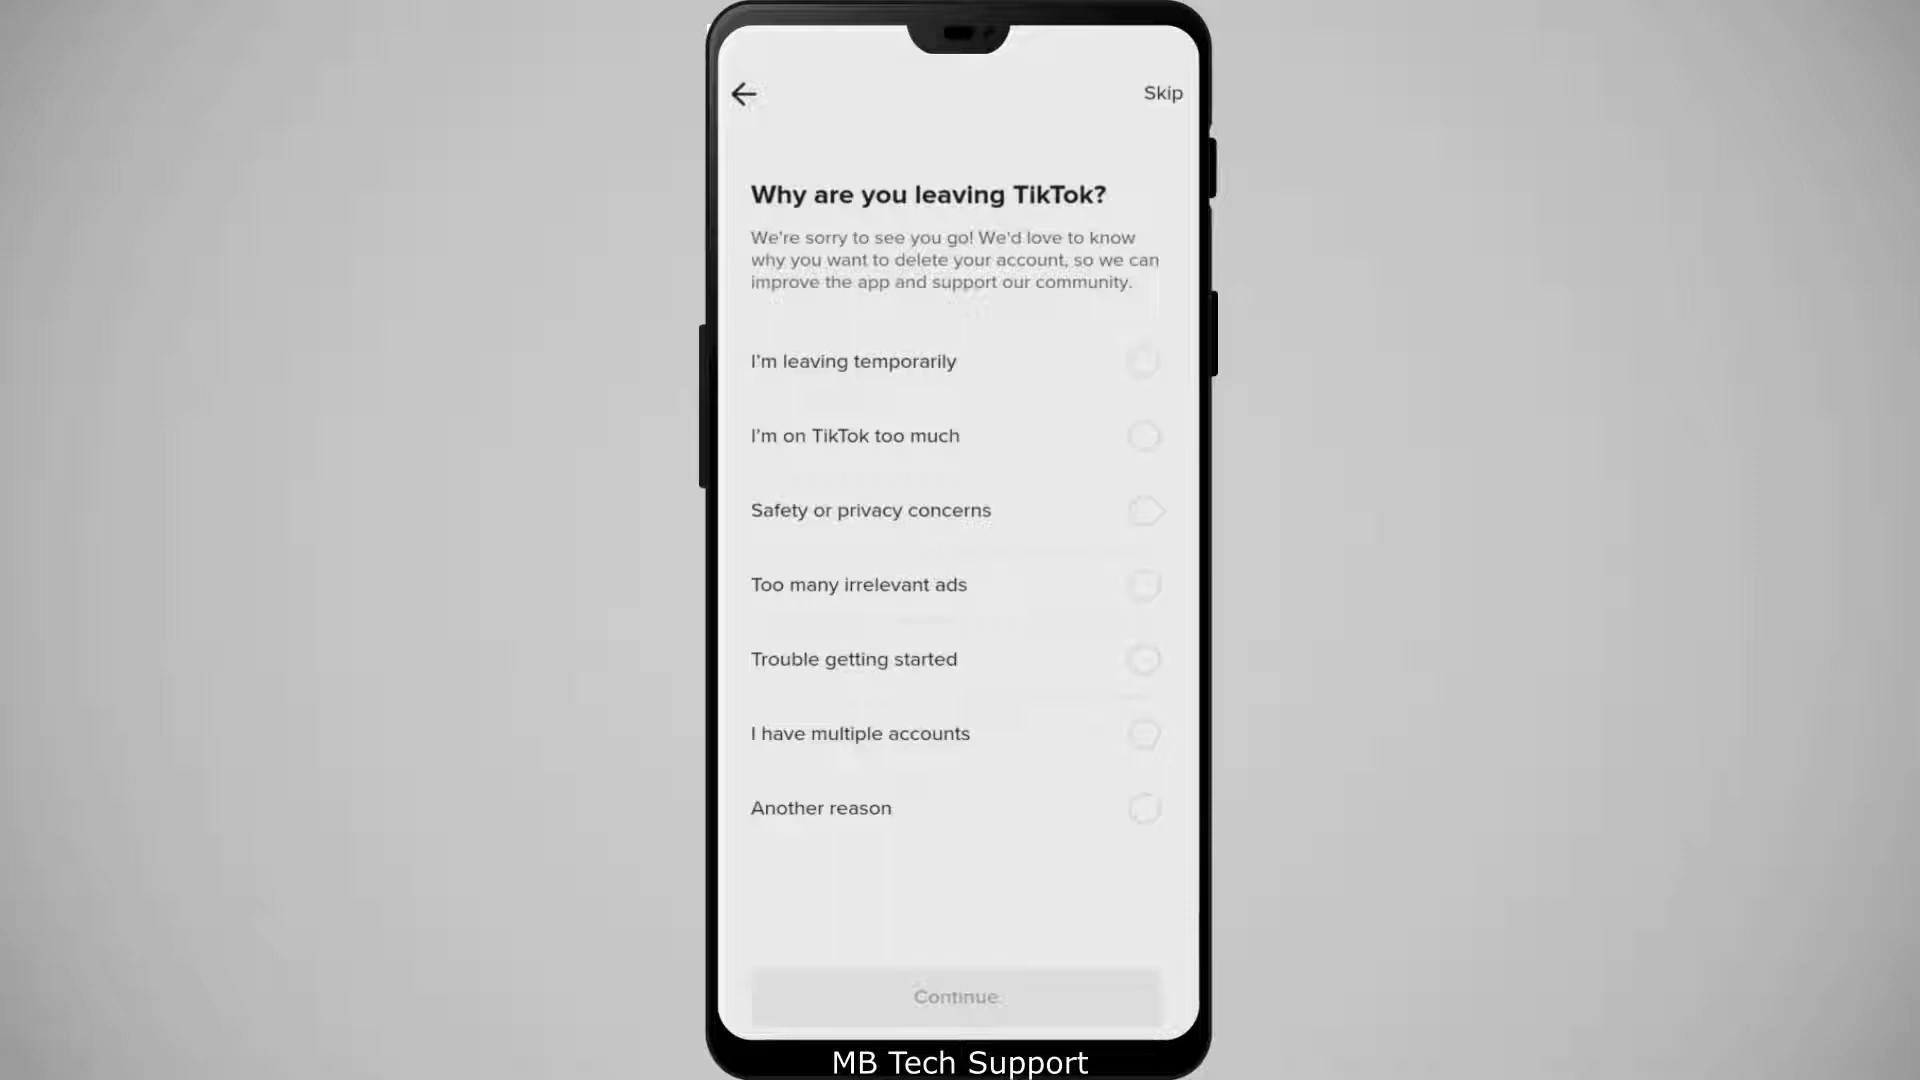 Skip
Why are you leaving TikTok?
We're sorry to see you go! We'd love to know
why you want to delete your account, so we can
improve the app and support our community.
I'm leaving temporarily
I'm on TikTok too much
Safety or privacy concerns
Too many irrelevant ads
Trouble getting started
I have multiple accounts
Another reason
Continue
MB Tech Support